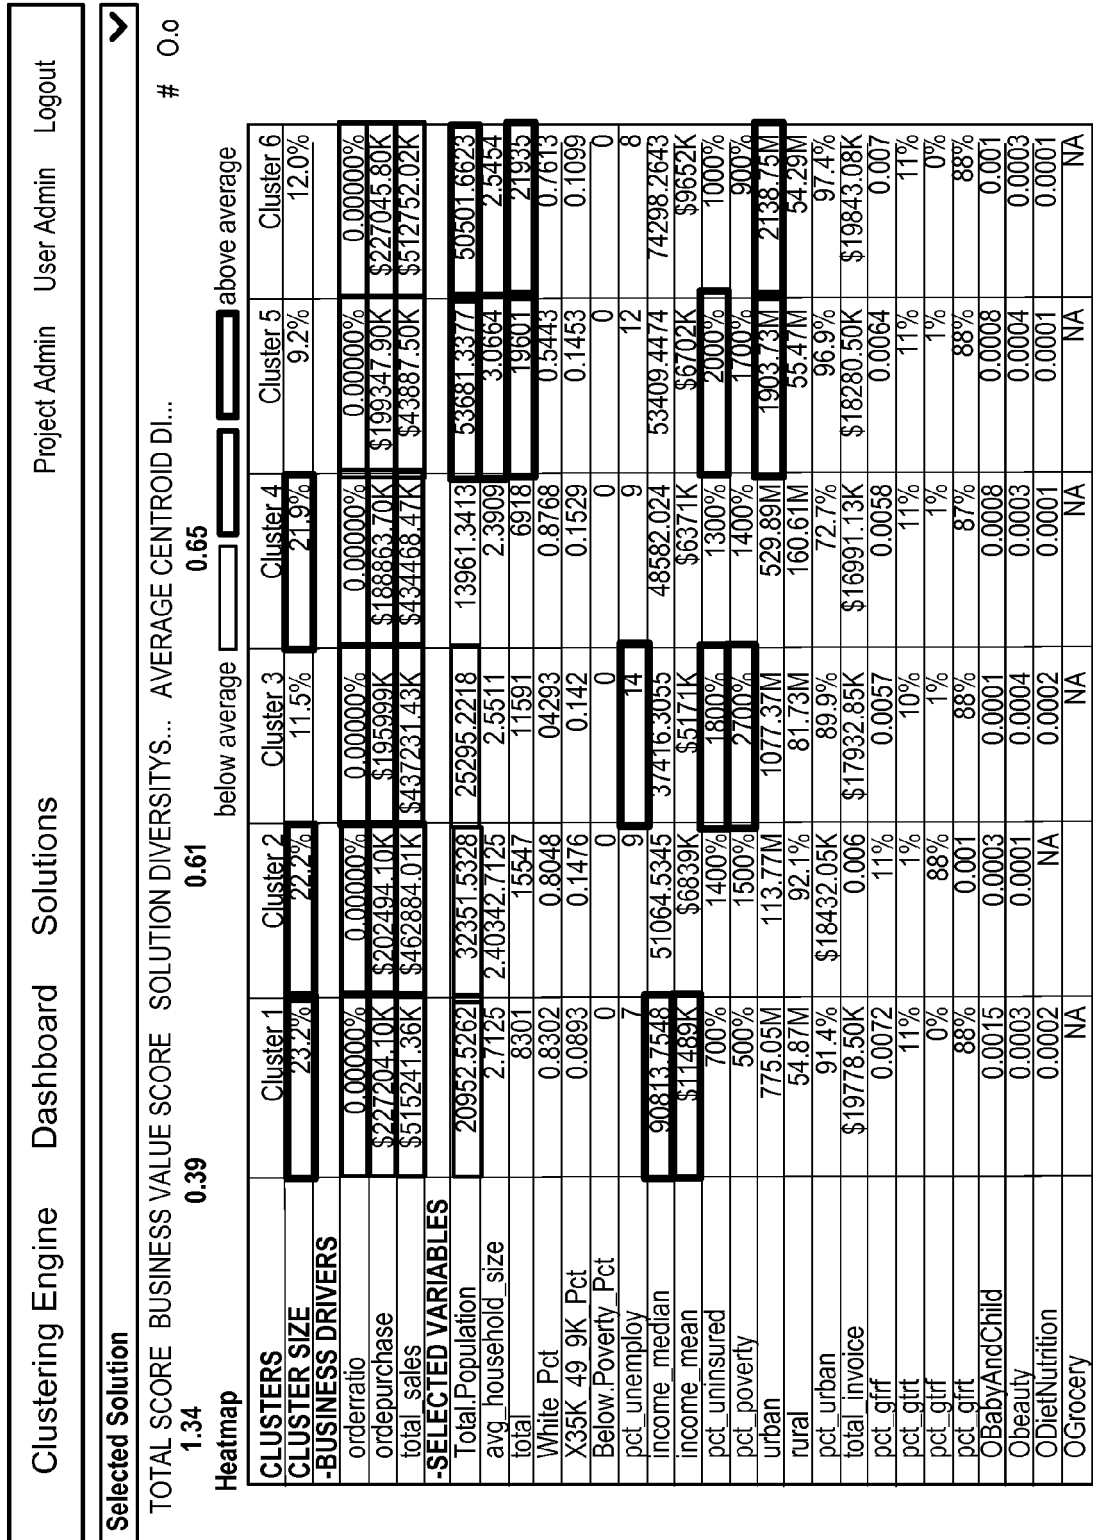 Clustering Engine Dashboard Solutions Project Admin User Admin Logout
Selected Solution
TOTAL SCORE BUSINESS VALUE SCORE SOLUTION DIVERSITYS... AVERAGE CENTROID DI... # O.o
1.34 0.39 0.61 0.65
Heatmap below average above average
CLUSTERS Cluster 1 Cluster 2 Cluster 3 Cluster 4 Cluster 5 Cluster 6
CLUSTER SIZE 23.2% 22.2% 11.5% 21.9% 9.2% 12.0%
-BUSINESS DRIVERS
orderratio 0.00000% 0.00000% 0.00000% 0.00000% 0.00000% 0.00000%
ordepurchase $227204.10K $202494.10K $195999K $188863.70K $199347.90K $227045.80K
total_sales $515241.36K $462884.01K $437231.43K $434468.47K $43887.50K $512752.02K
-SELECTED VARIABLES
Total.Population 20952.5262 32351.5328 25295.2218 13961.3413 53681.3377 50501.6623
avg_household_size 2.7125 2.40342.7125 2.5511 2.3909 3.0664 2.5454
total 8301 15547 11591 6918 19601 21935
White_Pct 0.8302 0.8048 04293 0.8768 0.5443 0.7613
X35K_49_9K_Pct 0.0893 0.1476 0.142 0.1529 0.1453 0.1099
Below.Poverty_Pct 0 0 0 0 0 0
pct_unemploy 7 9 14 9 12 8
income_median 90813.7548 51064.5345 37416.3055 48582.024 53409.4474 74298.2643
income_mean $11489K $6839K $5171K $6371K $6702K $9652K
pct_uninsured 700% 1400% 1800% 1300% 2000% 1000%
pct_poverty 500% 1500% 2700% 1400% 1700% 900%
urban 775.05M 113.77M 1077.37M 529.89M 1903.73M 2138.75M
rural 54.87M 92.1% 81.73M 160.61M 55.47M 54.29M
pct_urban 91.4% $18432.05K 89.9% 72.7% 96.9% 97.4%
total_invoice $19778.50K 0.006 $17932.85K $16991.13K $18280.50K $19843.08K
pct_gfrf 0.0072 11% 0.0057 0.0058 0.0064 0.007
pct_gtrt 11% 1% 10% 11% 11% 11%
pct_gtrf 0% 88% 1% 1% 1% 0%
pct_gfrt 88% 0.001 88% 87% 88% 88%
OBabyAndChild 0.0015 0.0003 0.0001 0.0008 0.0008 0.0001
Obeauty 0.0003 0.0001 0.0004 0.0003 0.0004 0.0003
ODietNutrition 0.0002 NA 0.0002 0.0001 0.0001 0.0001
OGrocery NA NA NA NA NA